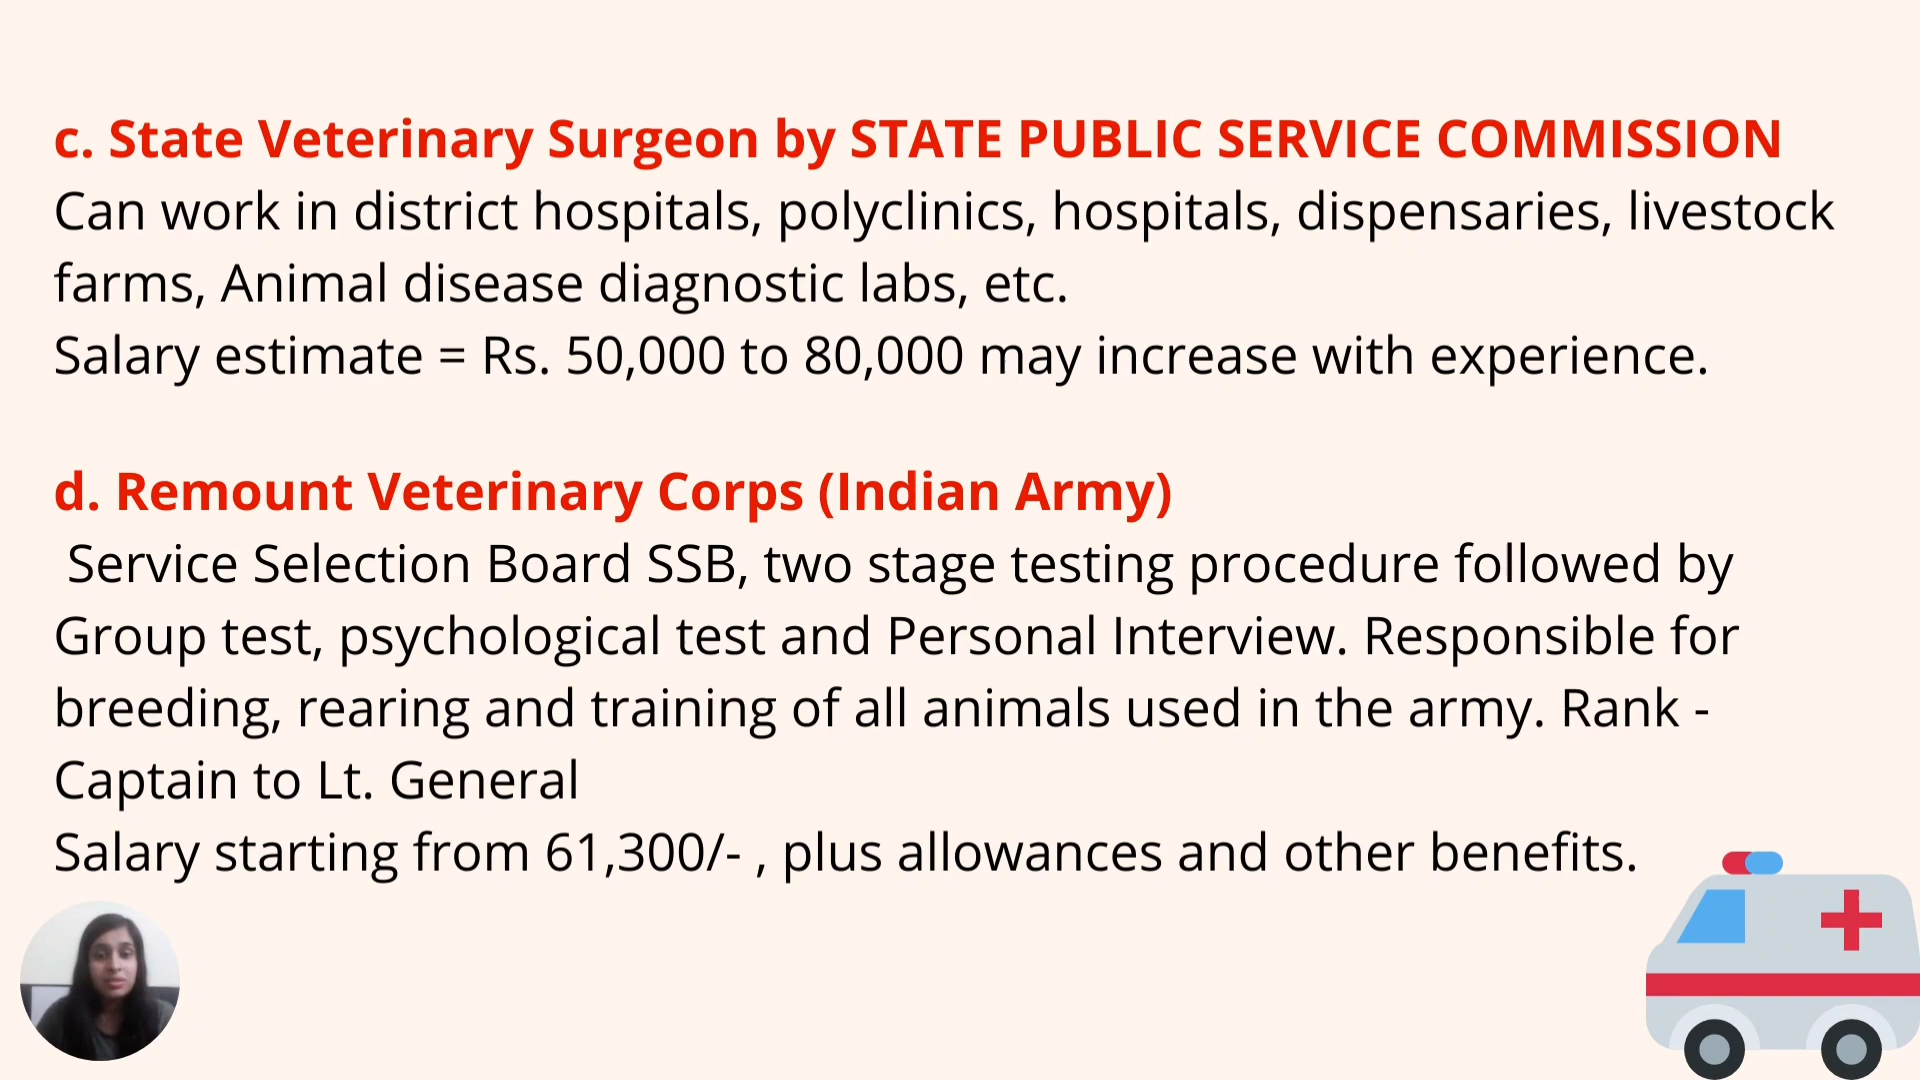 c. State Veterinary Surgeon by STATE PUBLIC SERVICE COMMISSION
Can work in district hospitals, polyclinics, hospitals, dispensaries, livestock
farms, Animal disease diagnostic labs, etc.
Salary estimate = Rs. 50,000 to 80,000 may increase with experience.
d. Remount Veterinary Corps (Indian Army)
Service Selection Board SSB, two stage testing procedure followed by
Group test, psychological test and Personal Interview. Responsible for
breeding, rearing and training of all animals used in the army. Rank -
Captain to Lt. General
Salary starting from 61,300/- , plus allowances and other benefits.